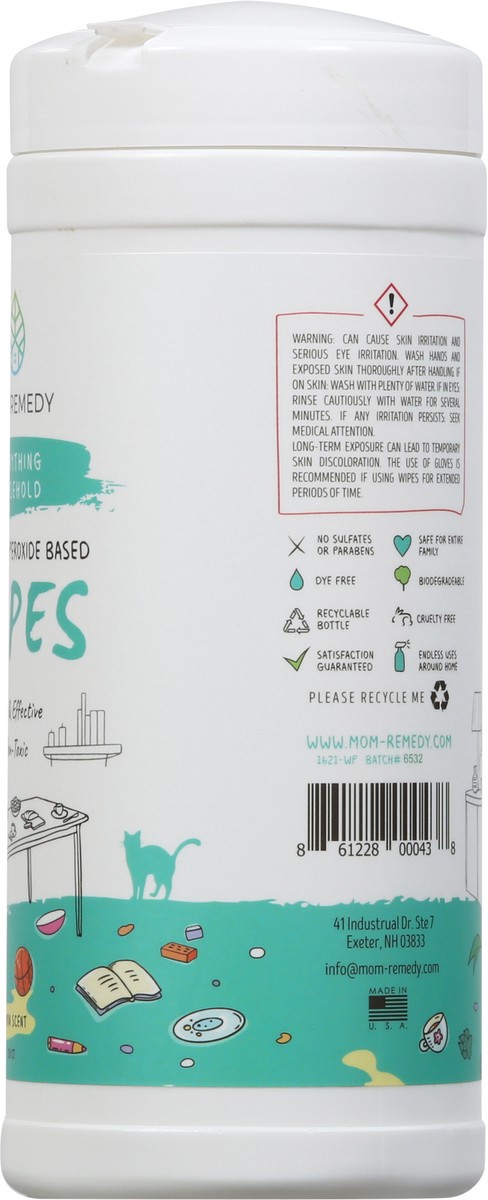 REMEDY
THING
EHOLD
PEROXIDE BASED
PES
Effective
n-Toxic
SCENT
WARNING: CAN CAUSE SKIN IRRITATION AND
SERIOUS EYE IRRITATION. WASH HANDS AND
EXPOSED SKIN THOROUGHLY AFTER HANDLING. IF
ON SKIN: WASH WITH PLENTY OF WATER. IF IN EYES:
RINSE CAUTIOUSLY WITH WATER FOR SEVERAL
MINUTES. IF ANY IRRITATION PERSISTS: SEEK
MEDICAL ATTENTION.
LONG-TERM EXPOSURE CAN LEAD TO TEMPORARY
SKIN DISCOLORATION. THE USE OF GLOVES IS
RECOMMENDED IF USING WIPES FOR EXTENDED
PERIODS OF TIME.
NO SULFATES
OR PARABENS
SAFE FOR ENTIRE
FAMILY
DYE FREE
BIODEGRADABLE
RECYCLABLE
BOTTLE
CRUELTY FREE
SATISFACTION
GUARANTEED
ENDLESS USES
AROUND HOME
PLEASE RECYCLE ME
WWW.MOM-REMEDY.COM
1621-WP BATCH# 6532
8 61228 00043 8
41 Industrual Dr. Ste 7
Exeter, NH 03833
info@mom-remedy.com
MADE IN
U. S. A.